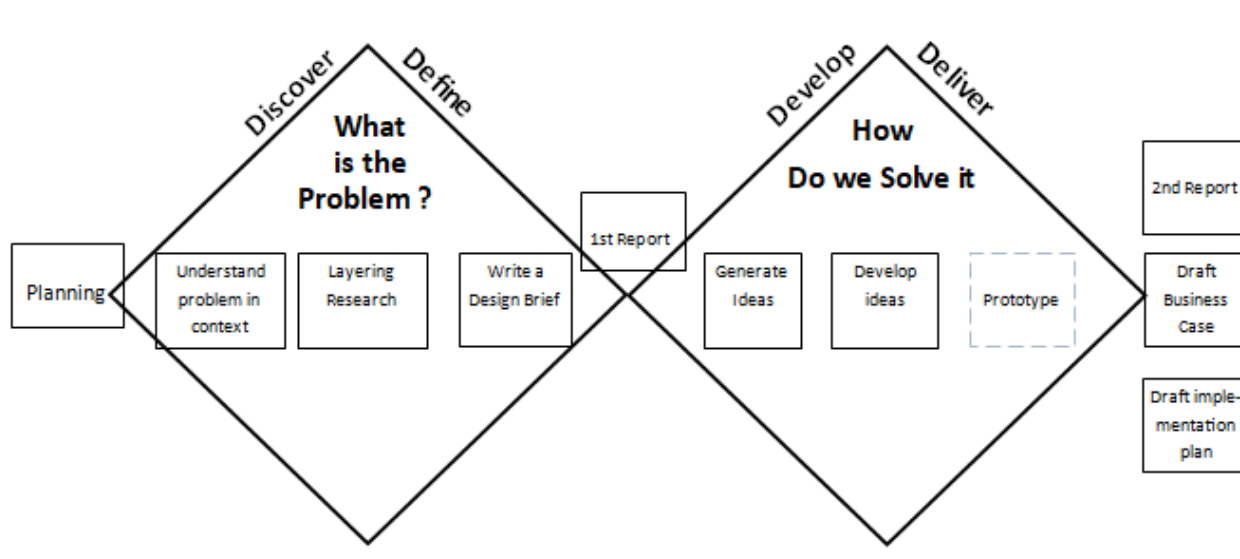 Discover
Define
What
is the
Problem ?
Planning
Understand
problem in
context
Layering
Research
Write a
Design Brief
1st Report
Develop
Deliver
How
Do we Solve it
Generate
Ideas
Develop
ideas
Prototype
2nd Report
Draft
Business
Case
Draft imple-
mentation
plan